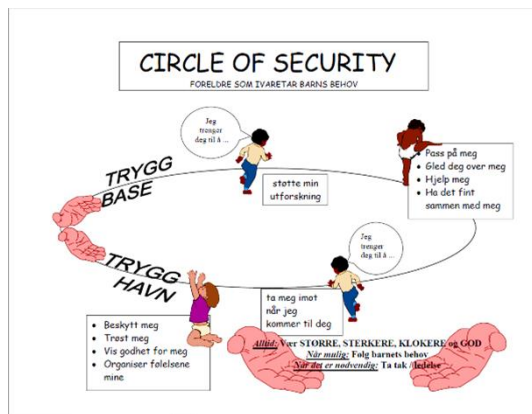 CIRCLE OF SECURITY
FORELDRE SOM IVARETAR BARNS BEHOV
Jeg
trenger
deg til å ...
TRYGG
BASE
støtte min
utforskning
• Pass på meg
• Gled deg over meg
• Hjelp meg
• Ha det fint
sammen med meg
Jeg
trenger
deg til å ...
TRYGG
HAVN
ta meg imot
når jeg
kommer til deg
• Beskytt meg
• Trøst meg
• Vis godhet for meg
• Organiser følelsene
mine
Alltid: Vær STØRRE, STERKERE, KLOKERE og GOD
Når mulig: Følg barnets behov
Når det er nødvendig: Ta tak / ledelse